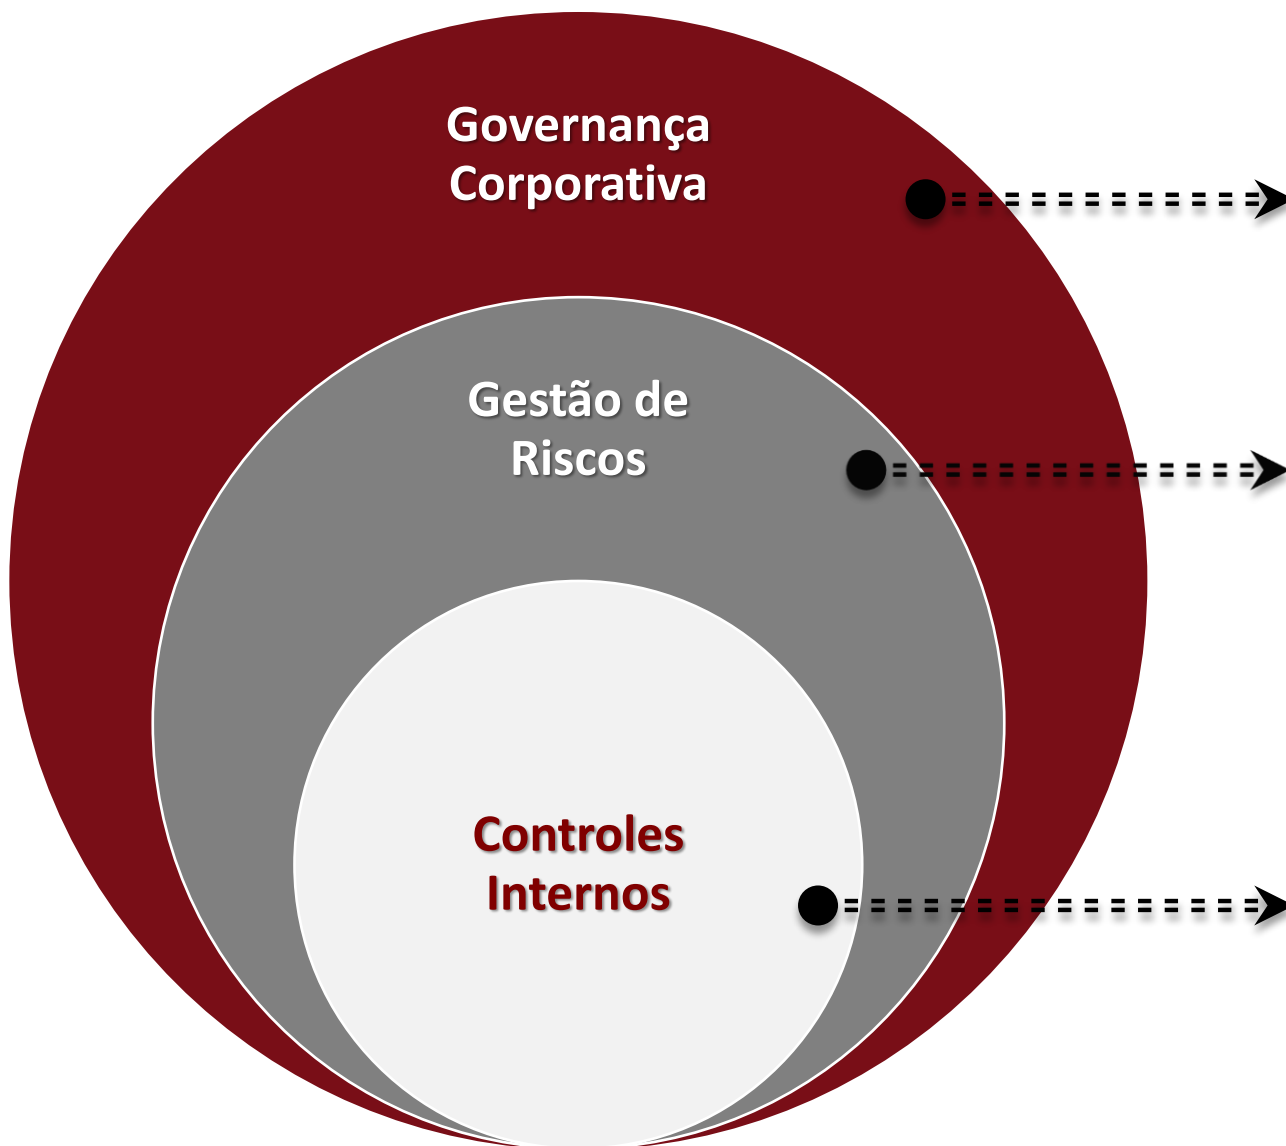 Governança
Corporativa
Gestão de
Riscos
Controles
Internos